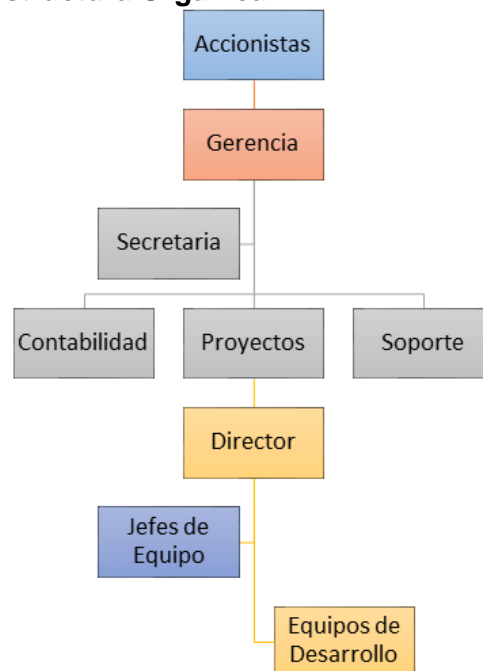 Accionistas
Gerencia
Secretaria
Contabilidad
Proyectos
Soporte
Director
Jefes de
Equipo
Equipos de
Desarrollo